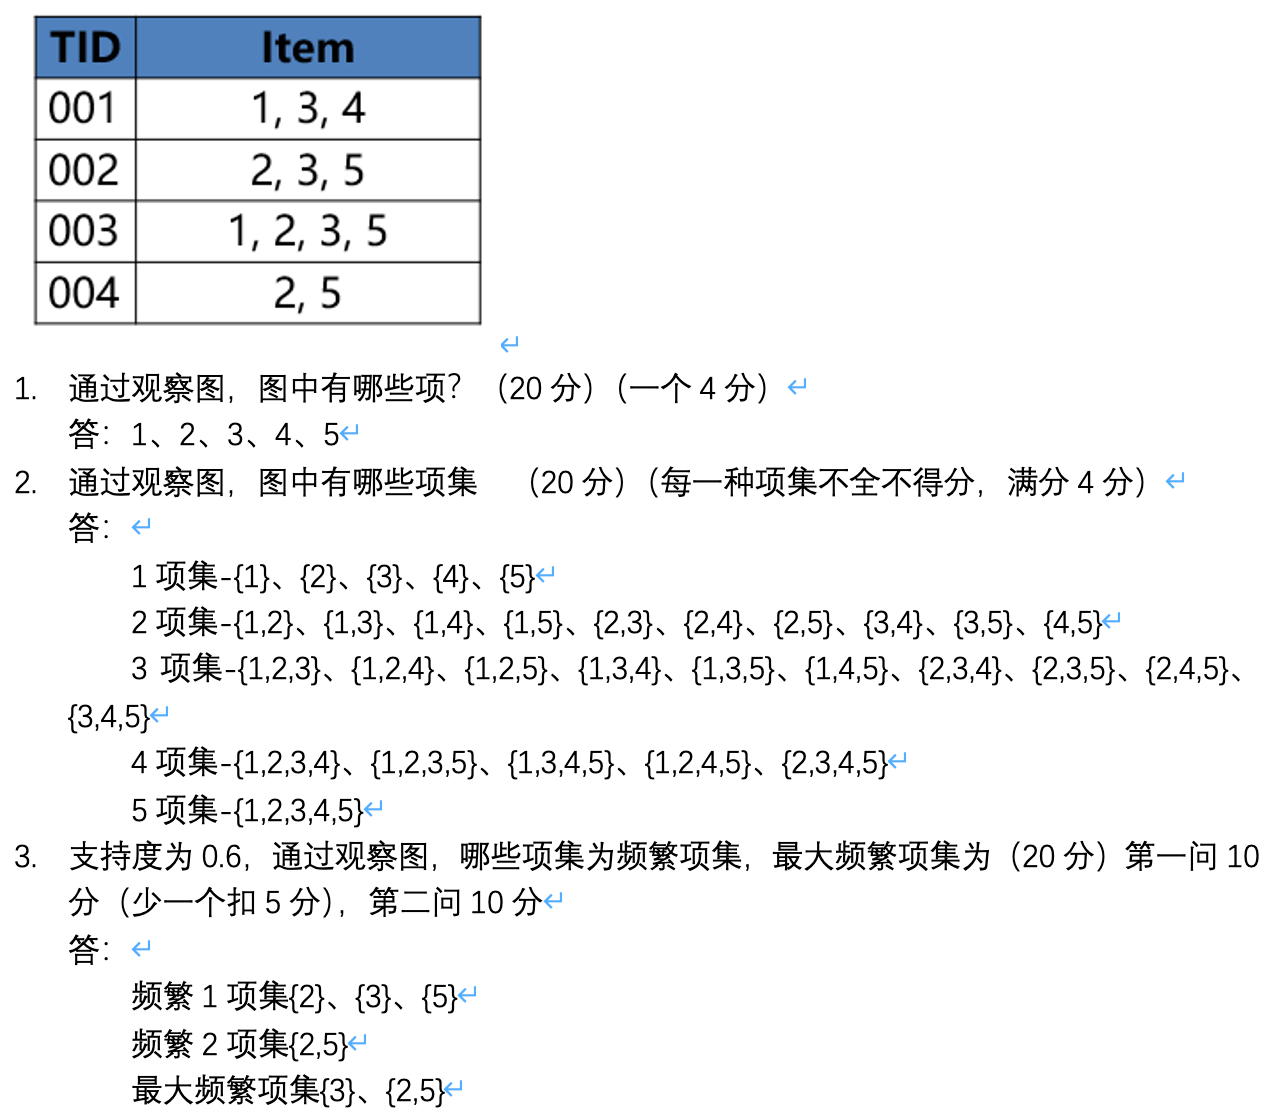 TID Item
001 1, 3, 4
002 2, 3, 5
003 1, 2, 3, 5
004 2, 5
1. 通过观察图，图中有哪些项？（20 分）（一个 4 分）
答：1、2、3、4、5
2. 通过观察图，图中有哪些项集 （20 分）（每一种项集不全不得分，满分 4 分）
答：
1 项集-{1}、{2}、{3}、{4}、{5}
2 项集-{1,2}、{1,3}、{1,4}、{1,5}、{2,3}、{2,4}、{2,5}、{3,4}、{3,5}、{4,5}
3 项集-{1,2,3}、{1,2,4}、{1,2,5}、{1,3,4}、{1,3,5}、{1,4,5}、{2,3,4}、{2,3,5}、{2,4,5}、
{3,4,5}
4 项集-{1,2,3,4}、{1,2,3,5}、{1,3,4,5}、{1,2,4,5}、{2,3,4,5}
5 项集-{1,2,3,4,5}
3. 支持度为 0.6，通过观察图，哪些项集为频繁项集，最大频繁项集为（20 分）第一问 10
分（少一个扣 5 分），第二问 10 分
答：
频繁 1 项集{2}、{3}、{5}
频繁 2 项集{2,5}
最大频繁项集{3}、{2,5}